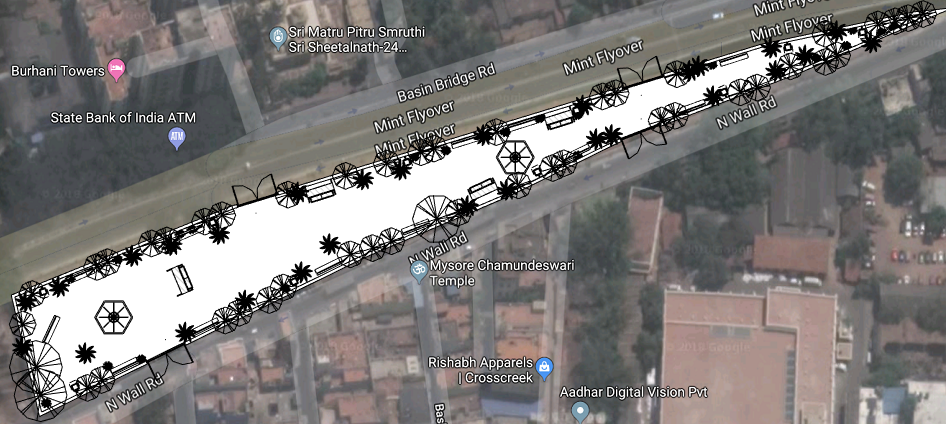 Mint Flyover
Sri Matru Pitru Smruthi
Sri Sheetalnath-24...
Mint Flyover
Mint Flyover
Burhani Towers
Basin Bridge Rd
Mint Flyover
N Wall Rd
State Bank of India ATM
ATM
Mint Flyover
N Wall Rd
Mysore Chamundeswari
Temple
Rishabh Apparels
| Crosscreek
N Wall Rd
Aadhar Digital Vision Pvt
Bas